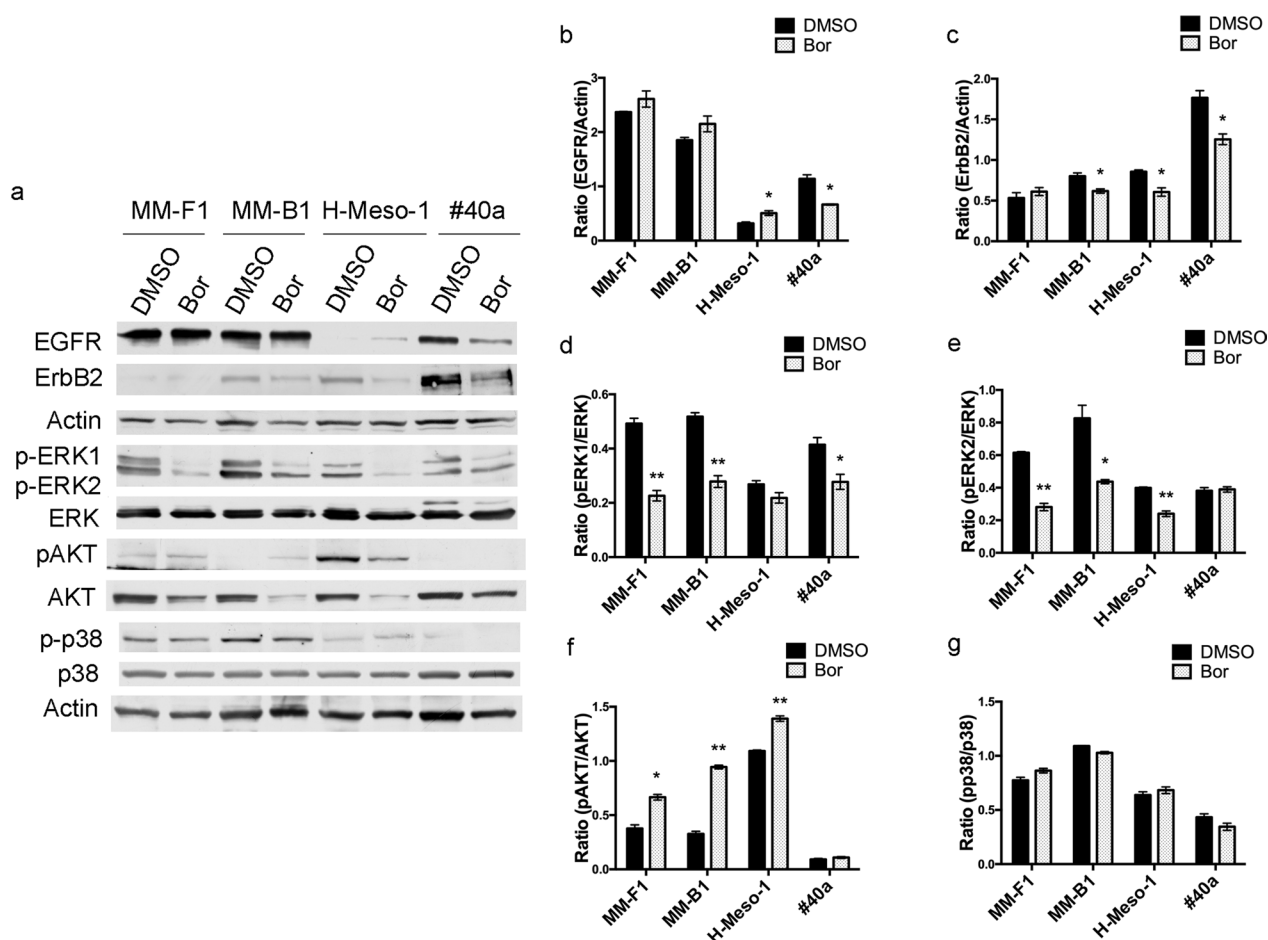 a
MM-F1 MM-B1 H-Meso-1 #40a
DMSO Bor DMSO Bor DMSO Bor DMSO Bor
EGFR
ErbB2
Actin
p-ERK1
p-ERK2
ERK
pAKT
AKT
p-p38
p38
Actin
b
DMSO
Bor
Ratio (EGFR/Actin)
3
2
1
0
* *
MM-F1 MM-B1 H-Meso-1 #40a
c
DMSO
Bor
Ratio (ErbB2/Actin)
2.0
1.5
1.0
0.5
0.0
* * *
MM-F1 MM-B1 H-Meso-1 #40a
d
DMSO
Bor
Ratio (pERK1/ERK)
0.6
0.4
0.2
0.0
** ** *
MM-F1 MM-B1 H-Meso-1 #40a
e
DMSO
Bor
Ratio (pERK2/ERK)
1.0
0.8
0.6
0.4
0.2
0.0
** * **
MM-F1 MM-B1 H-Meso-1 #40a
f
DMSO
Bor
Ratio (pAKT/AKT)
1.5
1.0
0.5
0.0
* ** **
MM-F1 MM-B1 H-Meso-1 #40a
g
DMSO
Bor
Ratio (pp38/p38)
1.5
1.0
0.5
0.0
MM-F1 MM-B1 H-Meso-1 #40a